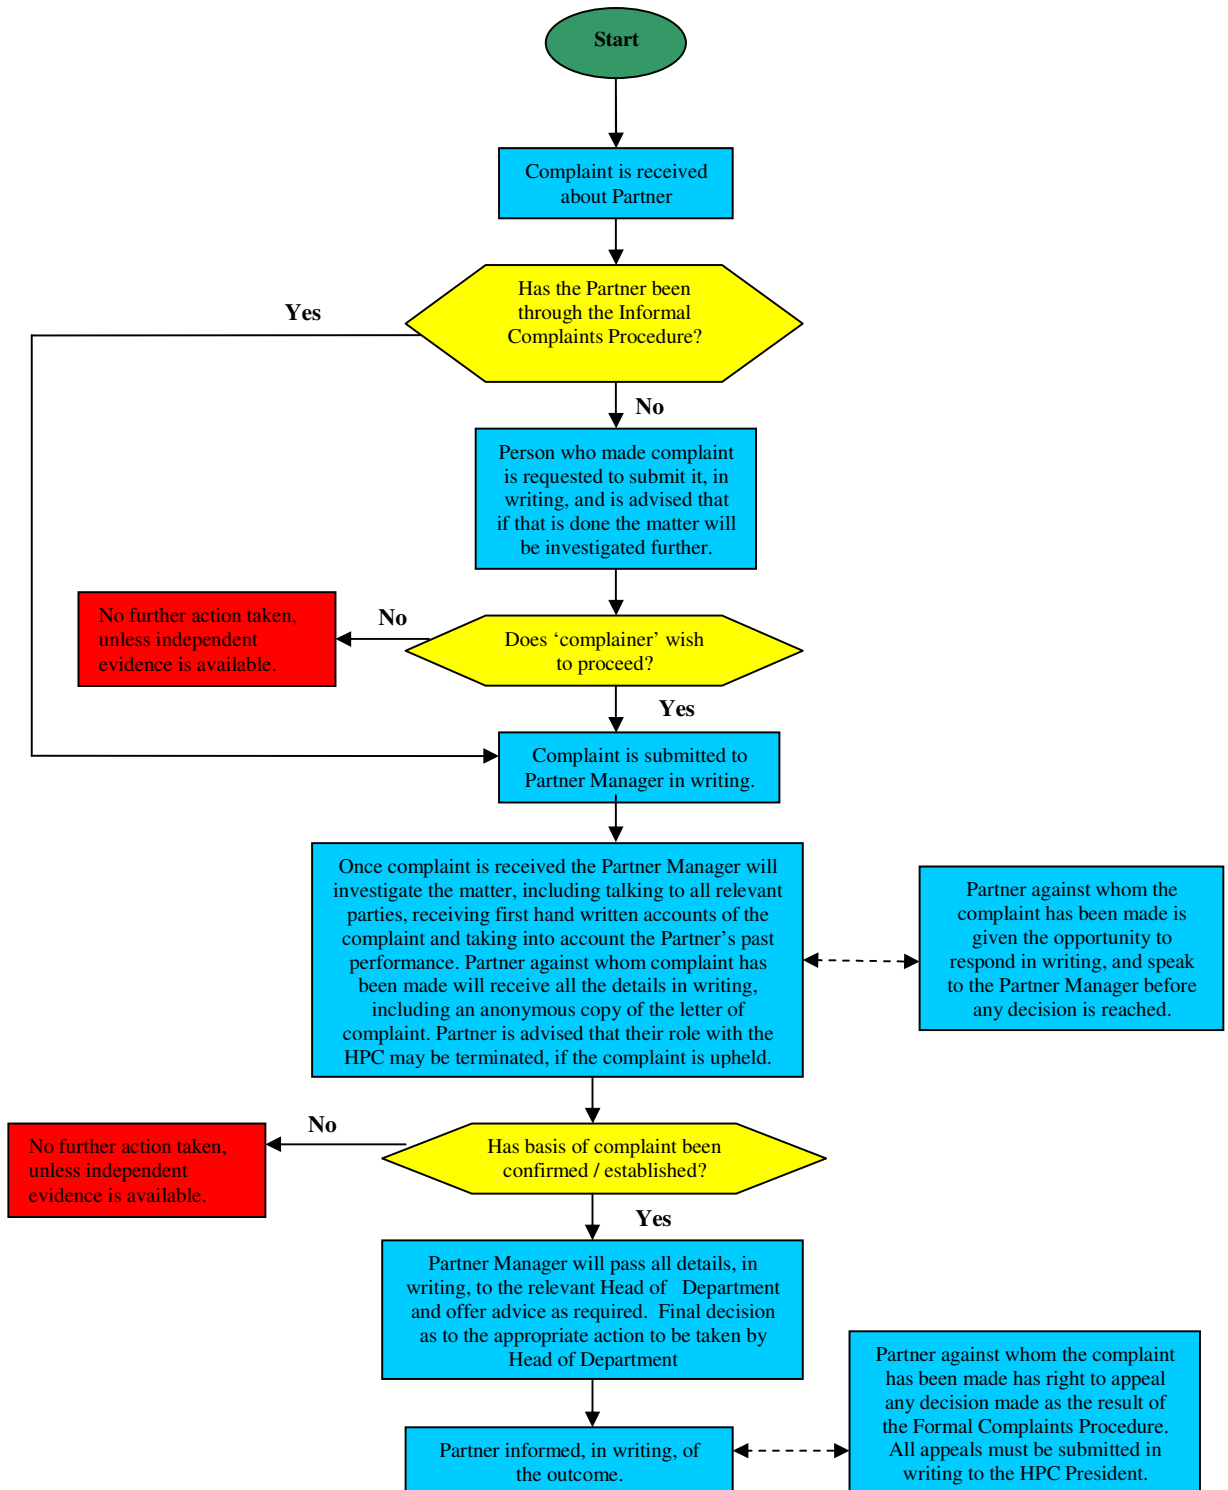 Start
Complaint is received
about Partner
Has the Partner been
through the Informal
Complaints Procedure?
Yes
No
Person who made complaint
is requested to submit it, in
writing, and is advised that
if that is done the matter will
be investigated further.
No further action taken,
unless independent
evidence is available.
No
Does ‘complainer’ wish
to proceed?
Yes
Complaint is submitted to
Partner Manager in writing.
Once complaint is received the Partner Manager will
investigate the matter, including talking to all relevant
parties, receiving first hand written accounts of the
complaint and taking into account the Partner’s past
performance. Partner against whom complaint has
been made will receive all the details in writing,
including an anonymous copy of the letter of
complaint. Partner is advised that their role with the
HPC may be terminated, if the complaint is upheld.
Partner against whom the
complaint has been made is
given the opportunity to
respond in writing, and speak
to the Partner Manager before
any decision is reached.
No further action taken,
unless independent
evidence is available.
No
Has basis of complaint been
confirmed / established?
Yes
Partner Manager will pass all details, in
writing, to the relevant Head of Department
and offer advice as required. Final decision
as to the appropriate action to be taken by
Head of Department
Partner informed, in writing, of
the outcome.
Partner against whom the complaint
has been made has right to appeal
any decision made as the result of
the Formal Complaints Procedure.
All appeals must be submitted in
writing to the HPC President.